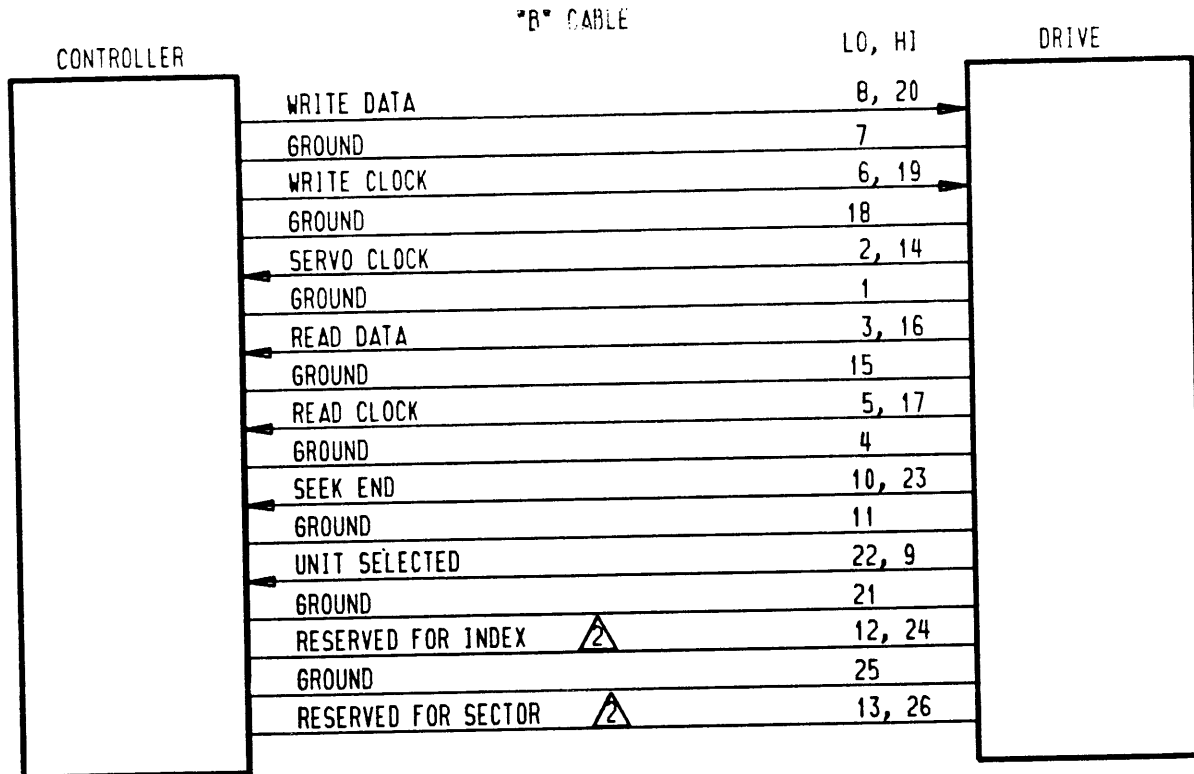 "B" CABLE
CONTROLLER LO, HI DRIVE
WRITE DATA 8, 20
GROUND 7
WRITE CLOCK 6, 19
GROUND 18
SERVO CLOCK 2, 14
GROUND 1
READ DATA 3, 16
GROUND 15
READ CLOCK 5, 17
GROUND 4
SEEK END 10, 23
GROUND 11
UNIT SELECTED 22, 9
GROUND 21
RESERVED FOR INDEX 2 12, 24
GROUND 25
RESERVED FOR SECTOR 2 13, 26